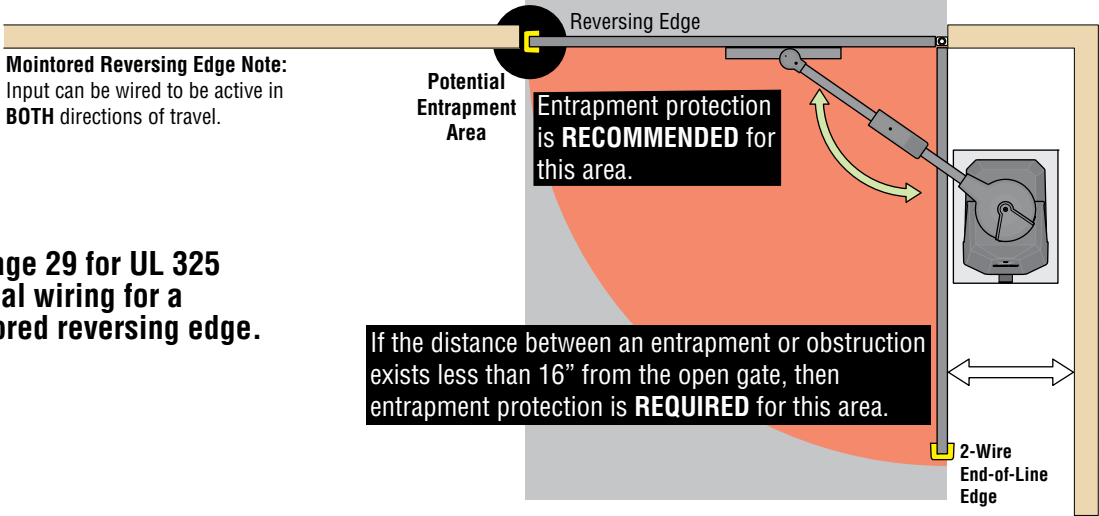 Reversing Edge
Mointored Reversing Edge Note:
Input can be wired to be active in
BOTH directions of travel.
Potential
Entrapment
Area
Entrapment protection
is RECOMMENDED for
this area.
29 for UL 325
wiring for a
reversing edge.
If the distance between an entrapment or obstruction
exists less than 16” from the open gate, then
entrapment protection is REQUIRED for this area.
2-Wire
End-of-Line
Edge